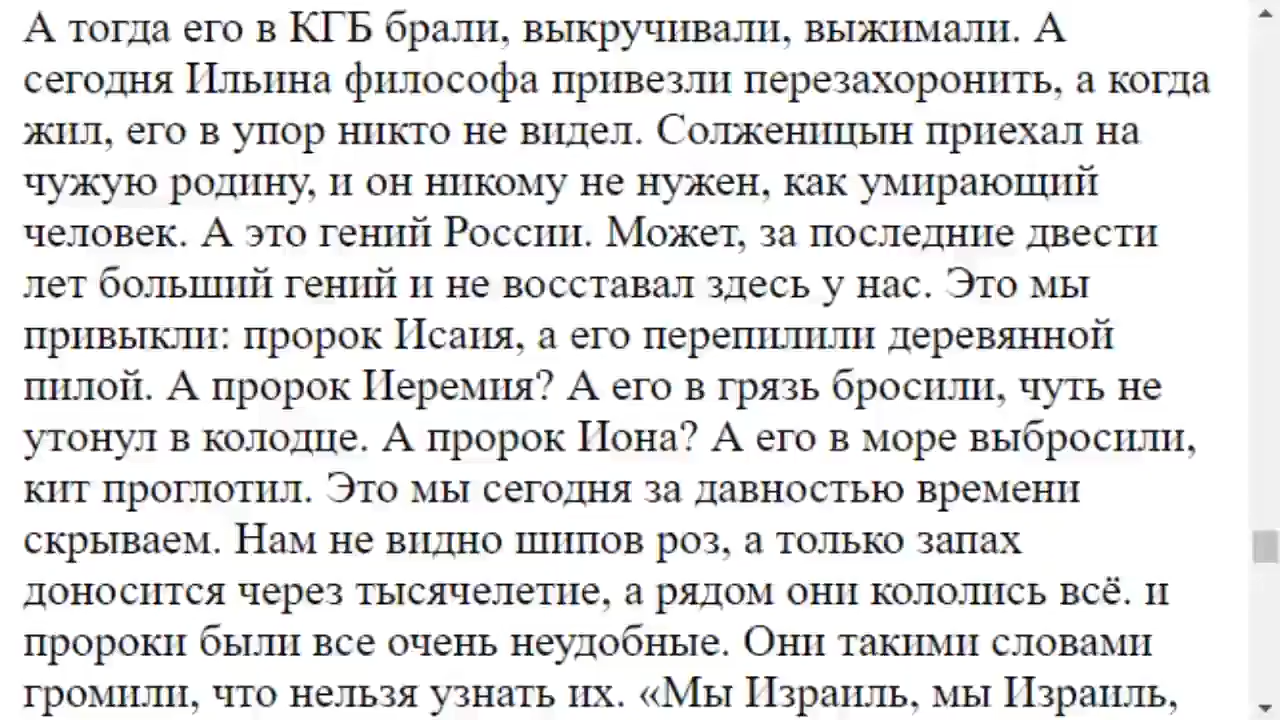 А тогда его в КГБ брали, выкручивали, выжимали. А
сегодня Ильина философа привезли перезахоронить, а когда
жил, его в упор никто не видел. Солженицын приехал на
чужую родину, и он никому не нужен, как умирающий
человек. А это гений России. Может, за последние двести
лет больший гений и не восставал здесь у нас. Это мы
привыкли: пророк Исаия, а его перепилили деревянной
пилой. А пророк Иеремия? А его в грязь бросили, чуть не
утонул в колодце. А пророк Иона? А его в море выбросили,
кит проглотил. Это мы сегодня за давностью времени
скрываем. Нам не видно шипов роз, а только запах
доносится через тысячелетие, а рядом они кололись всё. и
пророки были все очень неудобные. Они такими словами
громили, что нельзя узнать их. «Мы Израиль, мы Израиль,